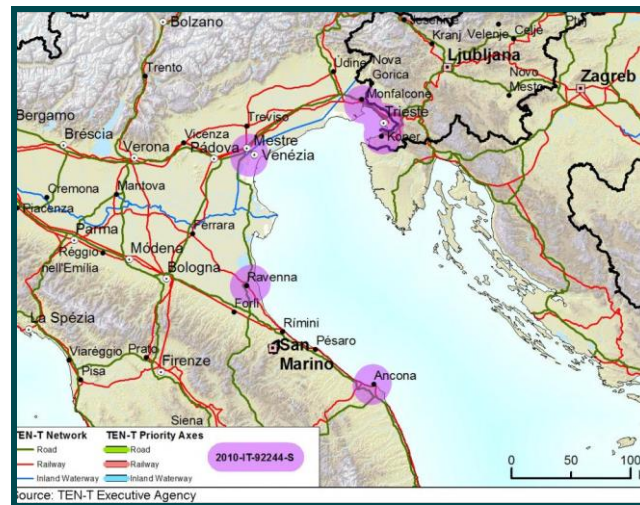 Bolzano
Jesenice
Kranj
Velenje
Celje
Ptuj
Trento
Udine
Nova
Gorica
Ljubljana
Novo
Mesto
Zagreb
Bergamo
Bréscia
Verona
Vicenza
Treviso
Pádova
Mestre
Venézia
Monfalcone
Trieste
Koper
Cremona
Mantova
Piacenza
Parma
Ferrara
Réggio
nell'Emilia
Módena
Bologna
Ravenna
Forlì
Rímini
La Spézia
San
Marino
Pésaro
Viaréggio
Prato
Firenze
Pisa
Ancona
Siena
TEN-T Network
TEN-T Priority Axes
Road
Road
Railway
Railway
Inland Waterway
Inland Waterway
2010-IT-92244-S
0 50 100
Source: TEN-T Executive Agency